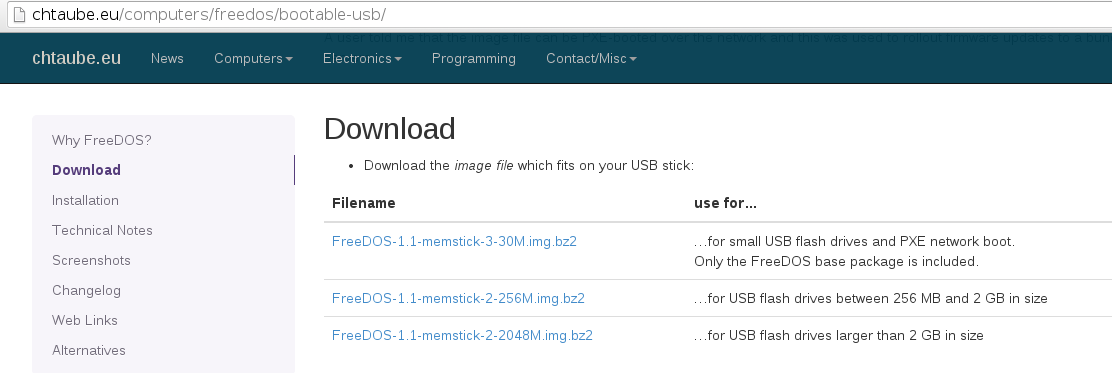 chtaube.eu/computers/freedos/bootable-usb/
chtaube.eu News Computers Electronics Programming Contact/Misc
Why FreeDOS?
Download
Installation
Technical Notes
Screenshots
Changelog
Web Links
Alternatives
Download
• Download the image file which fits on your USB stick:
Filename use for...
FreeDOS-1.1-memstick-3-30M.img.bz2 ...for small USB flash drives and PXE network boot.
Only the FreeDOS base package is included.
FreeDOS-1.1-memstick-2-256M.img.bz2 ...for USB flash drives between 256 MB and 2 GB in size
FreeDOS-1.1-memstick-2-2048M.img.bz2 ...for USB flash drives larger than 2 GB in size